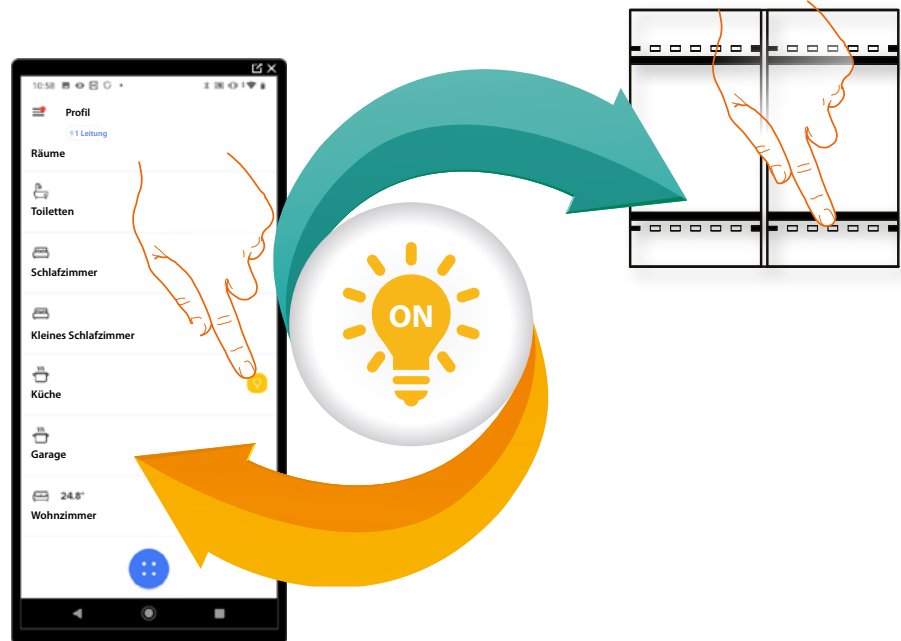 10:58
Profil
1 Leitung
Räume
Toiletten
Schlafzimmer
Kleines Schlafzimmer
Küche
Garage
24.8°
Wohnzimmer
ON